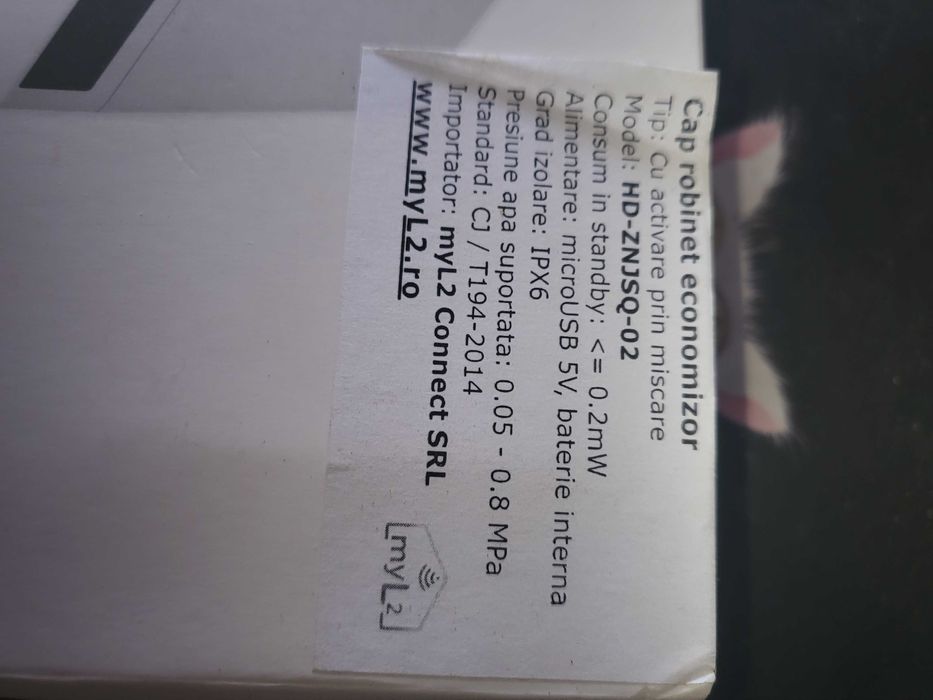 Cap robinet economizor
Tip: Cu activare prin miscare
Model: HD-ZNJSQ-02
Consum in standby: <= 0.2mW
Alimentare: microUSB 5V, baterie interna
Grad izolare: IPX6
Presiune apa suportata: 0.05 - 0.8 MPa
Standard: CJ / T194-2014
Importator: myL2 Connect SRL
www.myL2.ro
myL2